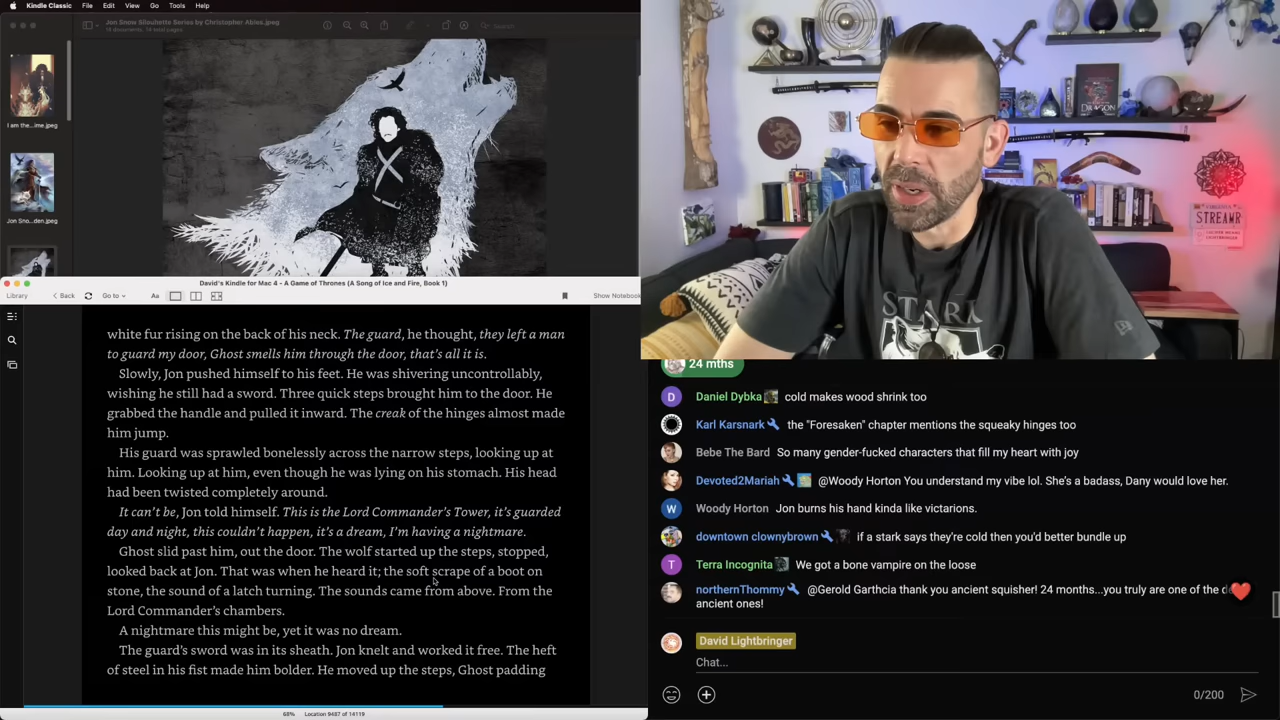 Kindle Classic File Edit View Go Tools Help
Jon Snow Silouhette Series by Christopher Ables.jpeg
Search
I am the...ime.jpeg
Jon Sno...den.jpeg
David's Kindle for Mac 4 - A Game of Thrones (A Song of Ice and Fire, Book 1)
Library Back Go to Aa Show Notebook
white fur rising on the back of his neck. The guard, he thought, they left a man
to guard my door, Ghost smells him through the door, that's all it is.
Slowly, Jon pushed himself to his feet. He was shivering uncontrollably,
wishing he still had a sword. Three quick steps brought him to the door. He
grabbed the handle and pulled it inward. The creak of the hinges almost made
him jump.
His guard was sprawled bonelessly across the narrow steps, looking up at
him. Looking up at him, even though he was lying on his stomach. His head
had been twisted completely around.
It can't be, Jon told himself. This is the Lord Commander's Tower, it's guarded
day and night, this couldn't happen, it's a dream, I'm having a nightmare.
Ghost slid past him, out the door. The wolf started up the steps, stopped,
looked back at Jon. That was when he heard it; the soft scrape of a boot on
stone, the sound of a latch turning. The sounds came from above. From the
Lord Commander's chambers.
A nightmare this might be, yet it was no dream.
The guard's sword was in its sheath. Jon knelt and worked it free. The heft
of steel in his fist made him bolder. He moved up the steps, Ghost padding
68% Location 9487 of 14119
DRAGON
STREAMR
STARK
24 mths
D Daniel Dybka cold makes wood shrink too
Karl Karsnark the "Foresaken" chapter mentions the squeaky hinges too
Bebe The Bard So many gender-fucked characters that fill my heart with joy
Devoted2Mariah @Woody Horton You understand my vibe lol. She's a badass, Dany would love her.
W Woody Horton Jon burns his hand kinda like victarions.
downtown clownybrown if a stark says they're cold then you'd better bundle up
T Terra Incognita We got a bone vampire on the loose
northernThommy @Gerold Garthcia thank you ancient squisher! 24 months...you truly are one of the
ancient ones!
David Lightbringer
Chat...
0/200